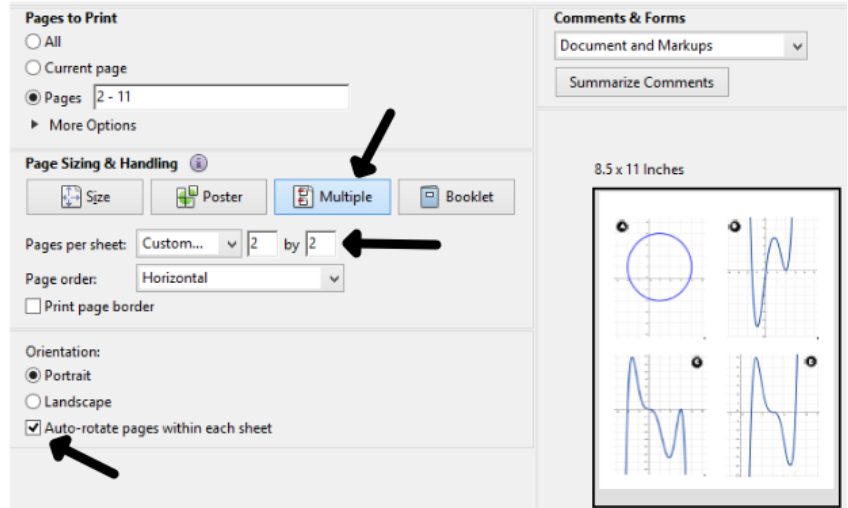 Pages to Print
All
Current page
Pages 2 - 11
More Options
Page Sizing & Handling
Size
Poster
Multiple
Booklet
Pages per sheet: Custom... 2 by 2
Page order: Horizontal
Print page border
Orientation:
Portrait
Landscape
Auto-rotate pages within each sheet
Comments & Forms
Document and Markups
Summarize Comments
8.5 x 11 Inches